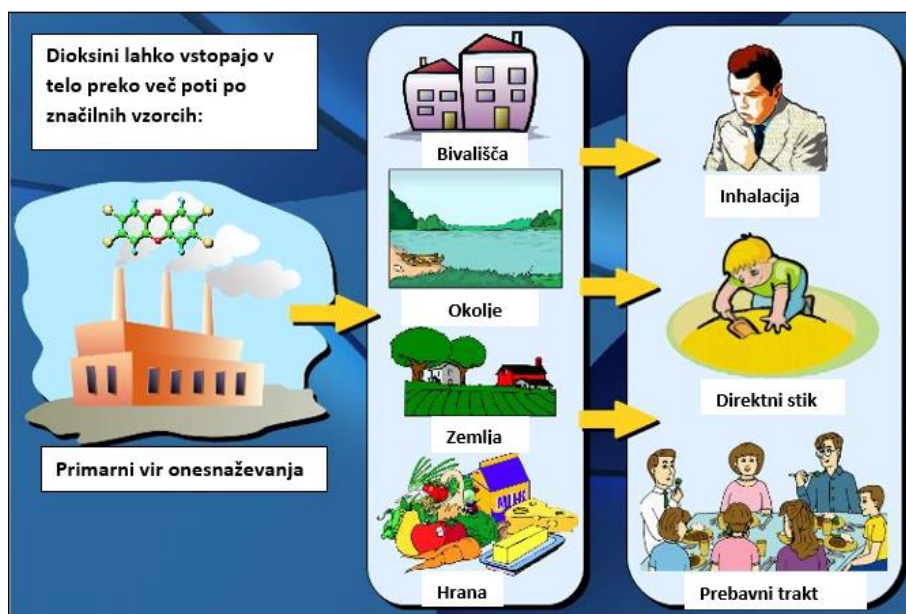 Dioksini lahko vstopajo v
telo preko več poti po
značilnih vzorcih:
Primarni vir onesnaževanja
Bivališča
Okolje
Zemlja
MILK
Hrana
Inhalacija
Direktni stik
Prebavni trakt